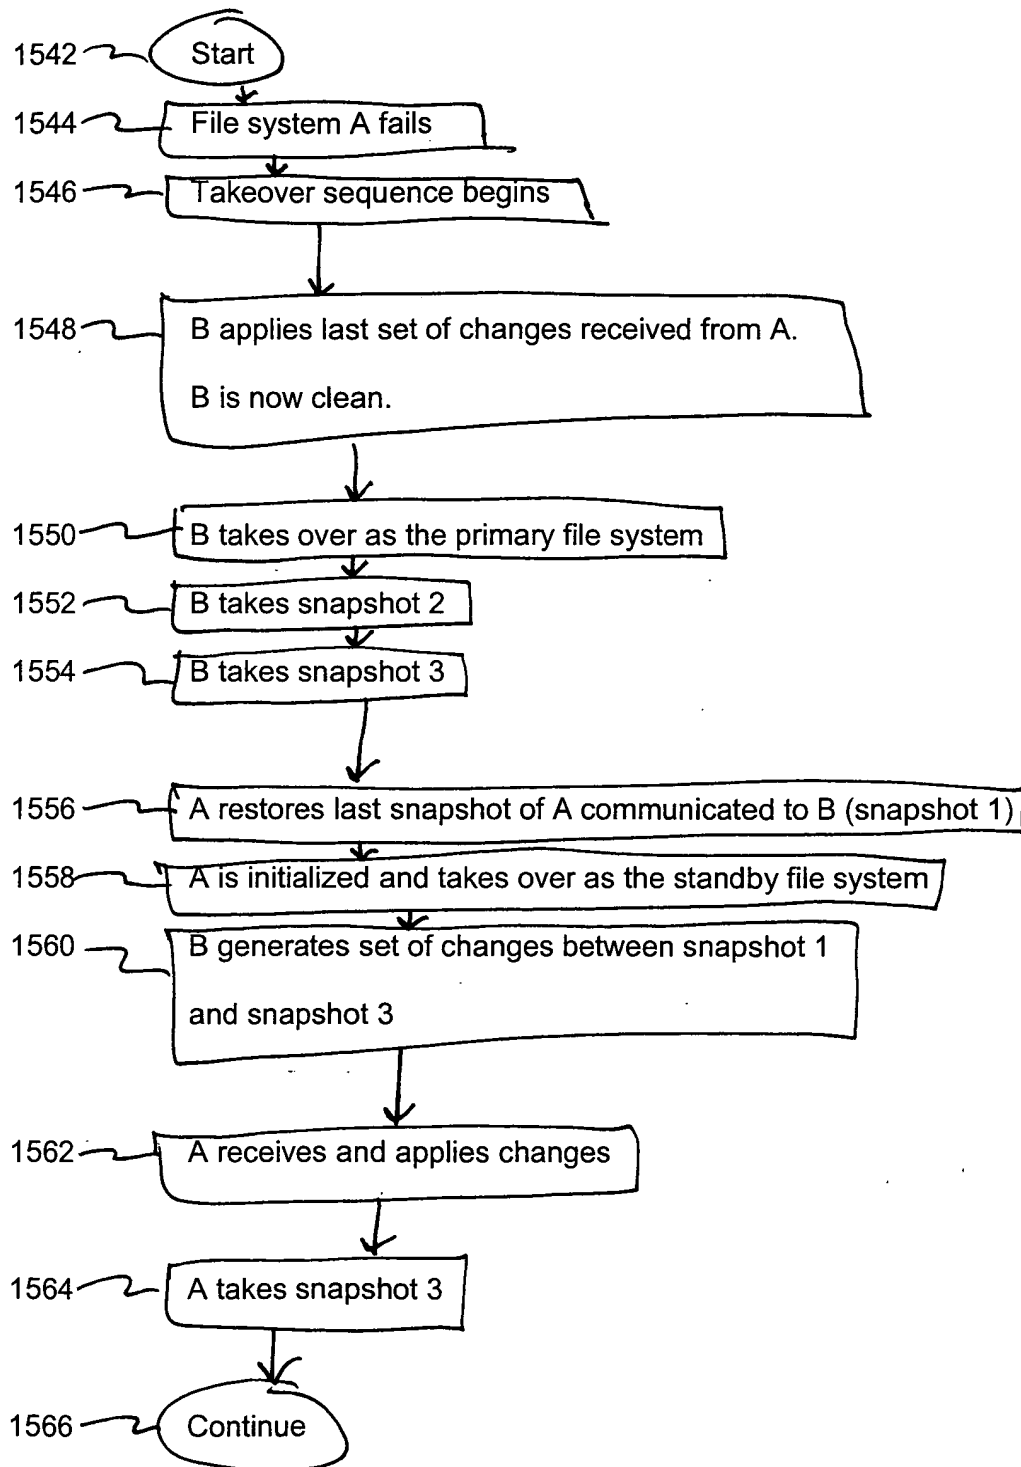 1542 Start
1544 File system A fails
1546 Takeover sequence begins
1548 B applies last set of changes received from A.
B is now clean.
1550 B takes over as the primary file system
1552 B takes snapshot 2
1554 B takes snapshot 3
1556 A restores last snapshot of A communicated to B (snapshot 1)
1558 A is initialized and takes over as the standby file system
1560 B generates set of changes between snapshot 1
and snapshot 3
1562 A receives and applies changes
1564 A takes snapshot 3
1566 Continue